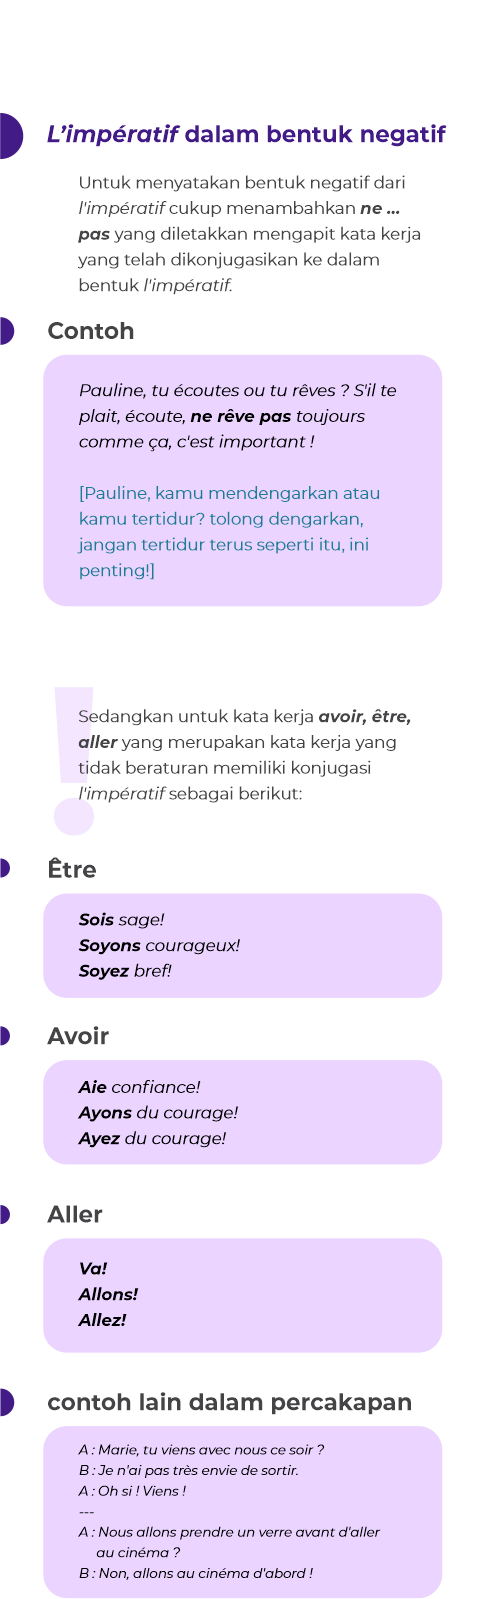 L’impératif dalam bentuk negatif
Untuk menyatakan bentuk negatif dari
l'impératif cukup menambahkan ne ...
pas yang diletakkan mengapit kata kerja
yang telah dikonjugasikan ke dalam
bentuk l'impératif.
Contoh
Pauline, tu écoutes ou tu rêves ? S'il te
plait, écoute, ne rêve pas toujours
comme ça, c'est important !
[Pauline, kamu mendengarkan atau
kamu tertidur? tolong dengarkan,
jangan tertidur terus seperti itu, ini
penting!]
!
Sedangkan untuk kata kerja avoir, être,
aller yang merupakan kata kerja yang
tidak beraturan memiliki konjugasi
l'impératif sebagai berikut:
Être
Sois sage!
Soyons courageux!
Soyez bref!
Avoir
Aie confiance!
Ayons du courage!
Ayez du courage!
Aller
Va!
Allons!
Allez!
contoh lain dalam percakapan
A : Marie, tu viens avec nous ce soir ?
B : Je n'ai pas très envie de sortir.
A : Oh si ! Viens !
---
A : Nous allons prendre un verre avant d'aller
au cinéma ?
B : Non, allons au cinéma d'abord !